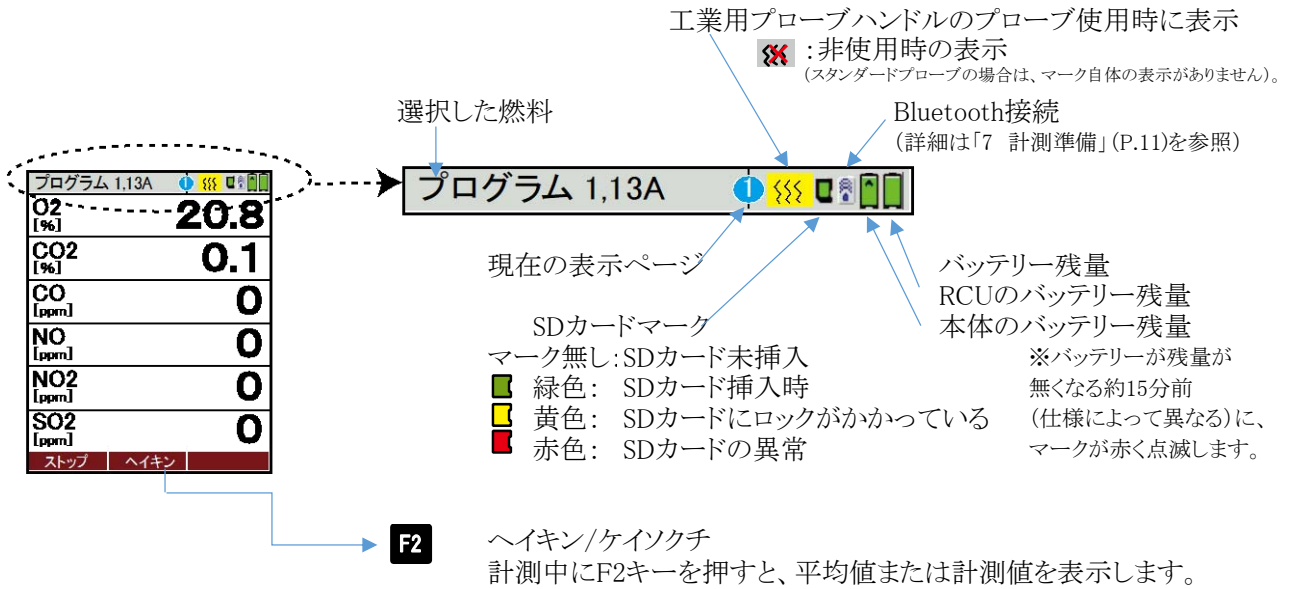 工業用プローブハンドルのプローブ使用時に表示
:非使用時の表示
(スタンダードプローブの場合は、マーク自体の表示がありません)。
選択した燃料
Bluetooth接続
(詳細は「7 計測準備」(P.11)を参照)
プログラム 1,13A 1
O2 [%] 20.8
CO2 [%] 0.1
CO [ppm] 0
NO [ppm] 0
NO2 [ppm] 0
SO2 [ppm] 0
ストップ ヘイキン
プログラム 1,13A 1
現在の表示ページ
SDカードマーク
マーク無し:SDカード未挿入
緑色: SDカード挿入時
黄色: SDカードにロックがかかっている
赤色: SDカードの異常
バッテリー残量
RCUのバッテリー残量
本体のバッテリー残量
※バッテリーが残量が
無くなる約15分前
(仕様によって異なる)に、
マークが赤く点滅します。
F2 ヘイキン/ケイソクチ
計測中にF2キーを押すと、平均値または計測値を表示します。